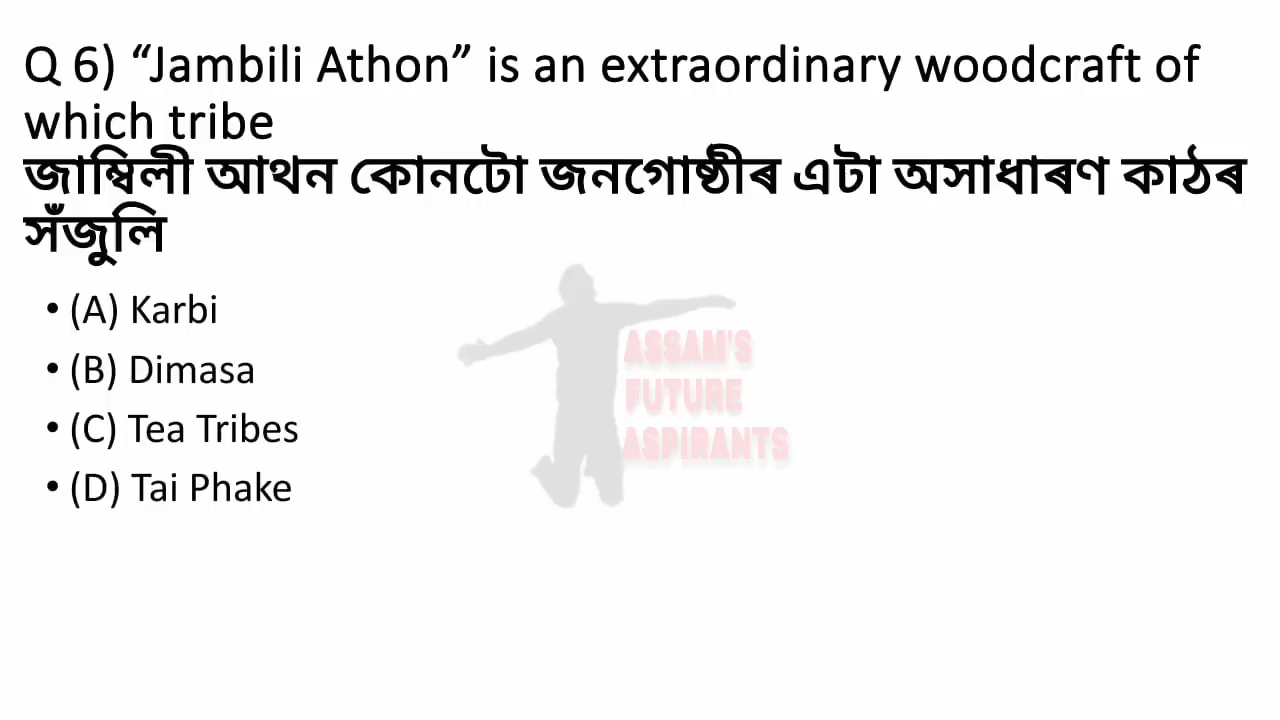 Q 6) “Jambili Athon” is an extraordinary woodcraft of
which tribe
জাম্বিলী আথন কোনটো জনগোষ্ঠীৰ এটা অসাধাৰণ কাঠৰ
সঁজুলি
• (A) Karbi
• (B) Dimasa
• (C) Tea Tribes
• (D) Tai Phake
ASSAM'S
FUTURE
ASPIRANTS